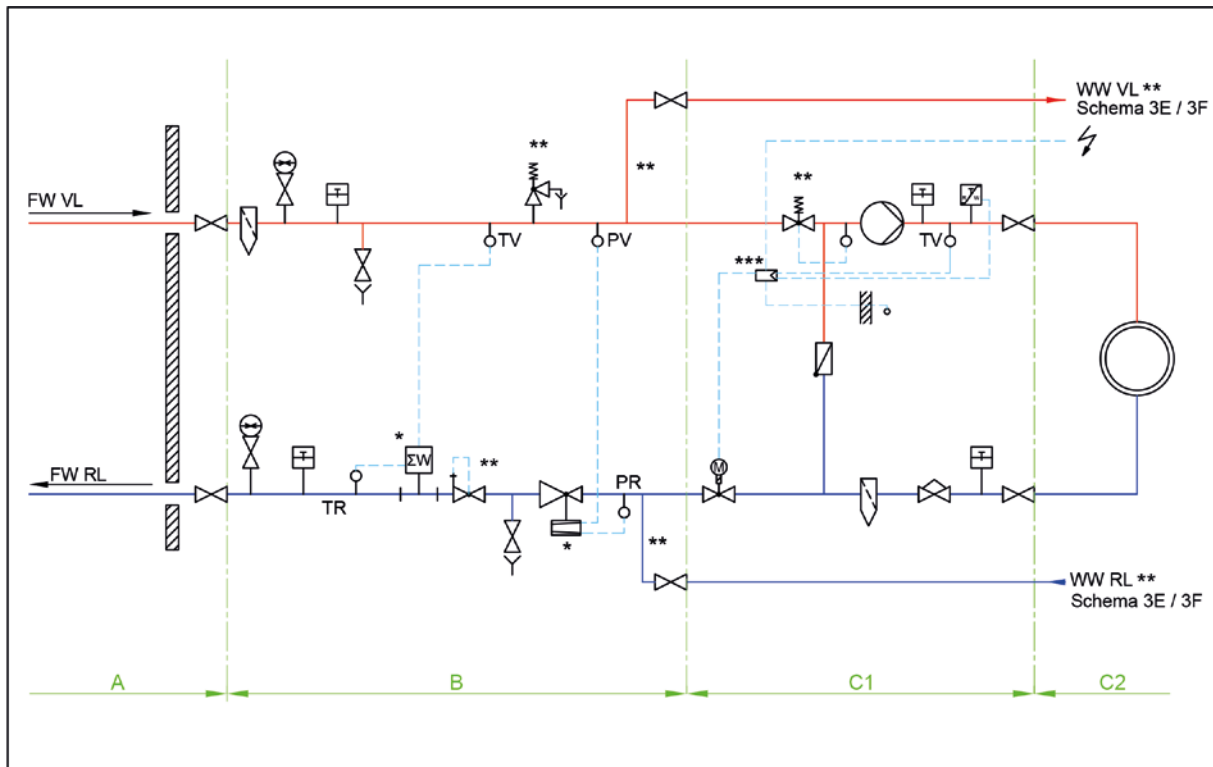 WW VL **
Schema 3E / 3F
**
**
**
FW VL
T
T
TV
PV
TV
***
*
ΣW
**
M
T
T
FW RL
TR
PR
*
**
WW RL **
Schema 3E / 3F
A
B
C1
C2